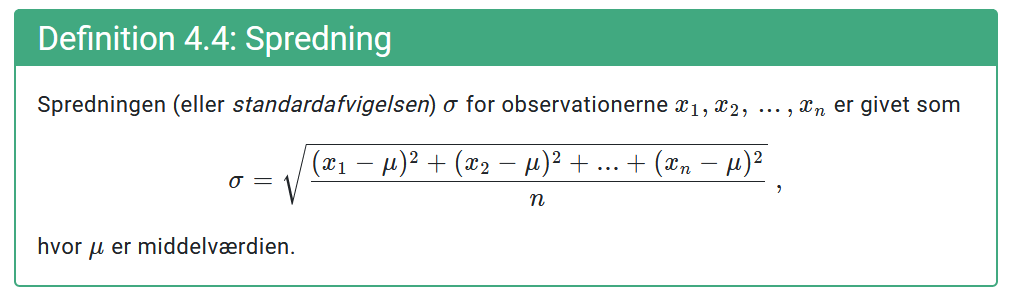 Definition 4.4: Spredning
Spredningen (eller standardafvigelsen) σ for observationerne x₁, x₂, …, xₙ er givet som
σ = √((x₁ − μ)² + (x₂ − μ)² + … + (xₙ − μ)² / n) ,
hvor μ er middelværdien.